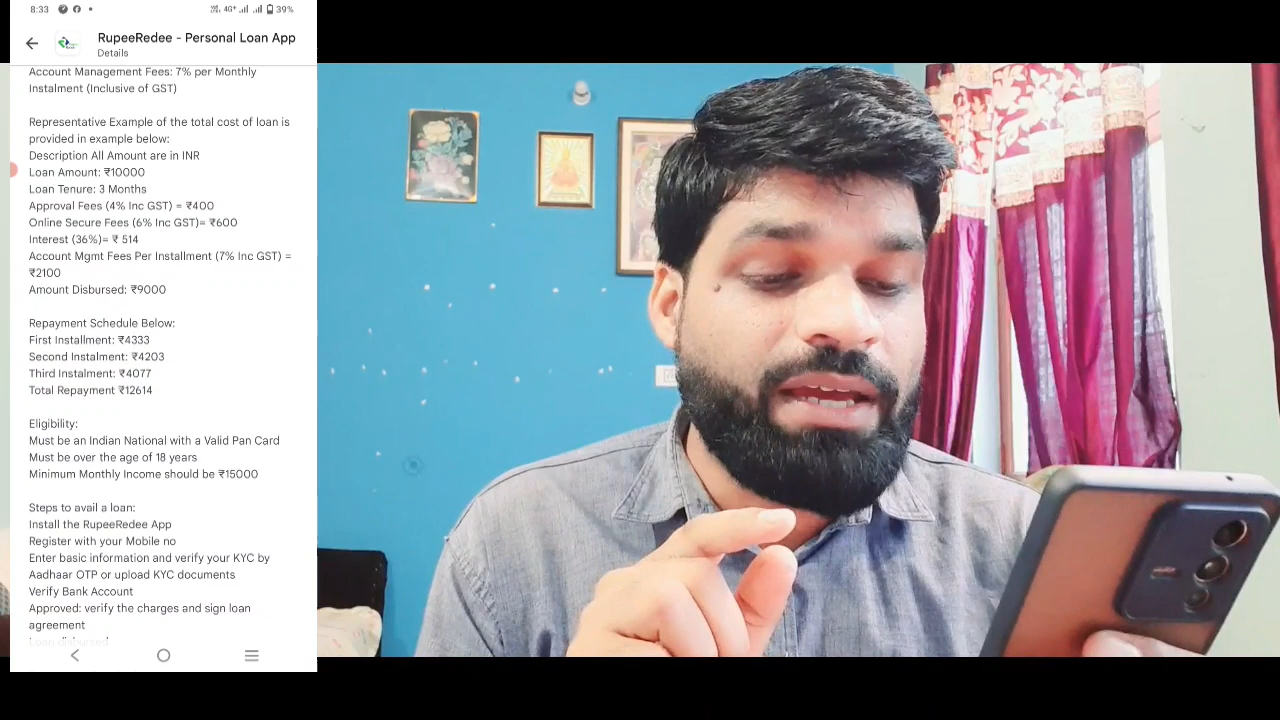 8:33
4G+
39%
RupeeRedee - Personal Loan App
Details
Account Management Fees: 7% per Monthly
Instalment (Inclusive of GST)
Representative Example of the total cost of loan is
provided in example below:
Description All Amount are in INR
Loan Amount: ₹10000
Loan Tenure: 3 Months
Approval Fees (4% Inc GST) = ₹400
Online Secure Fees (6% Inc GST)= ₹600
Interest (36%)= ₹ 514
Account Mgmt Fees Per Installment (7% Inc GST) =
₹2100
Amount Disbursed: ₹9000
Repayment Schedule Below:
First Installment: ₹4333
Second Instalment: ₹4203
Third Instalment: ₹4077
Total Repayment ₹12614
Eligibility:
Must be an Indian National with a Valid Pan Card
Must be over the age of 18 years
Minimum Monthly Income should be ₹15000
Steps to avail a loan:
Install the RupeeRedee App
Register with your Mobile no
Enter basic information and verify your KYC by
Aadhaar OTP or upload KYC documents
Verify Bank Account
Approved: verify the charges and sign loan
agreement
Loan disbursed